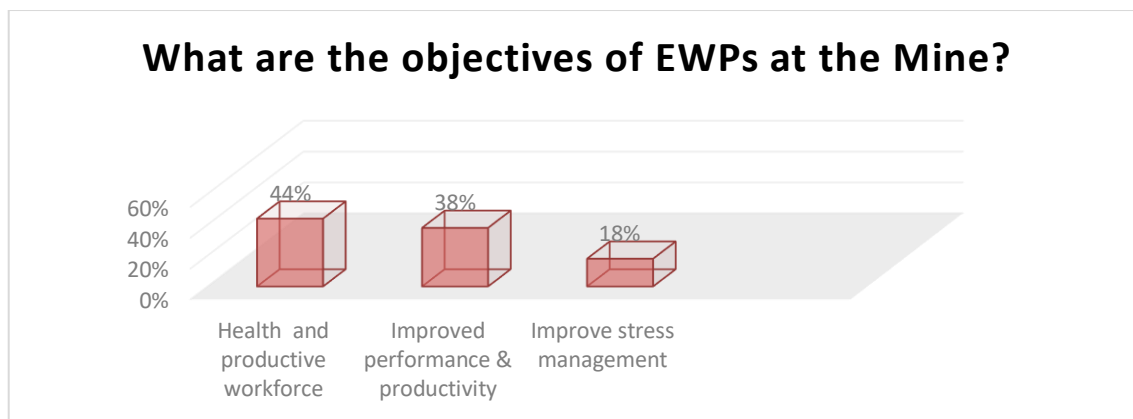 What are the objectives of EWPs at the Mine?
44%
38%
18%
60%
40%
20%
0%
Health and
productive
workforce
Improved
performance &
productivity
Improve stress
management